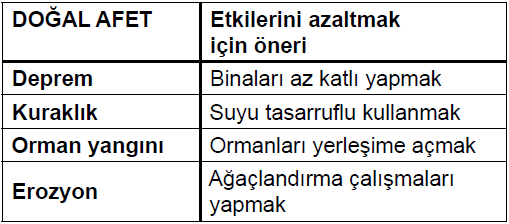 DOĞAL AFET Etkilerini azaltmak
için öneri
Deprem Binaları az katlı yapmak
Kuraklık Suyu tasarruflu kullanmak
Orman yangını Ormanları yerleşime açmak
Erozyon Ağaçlandırma çalışmaları
yapmak